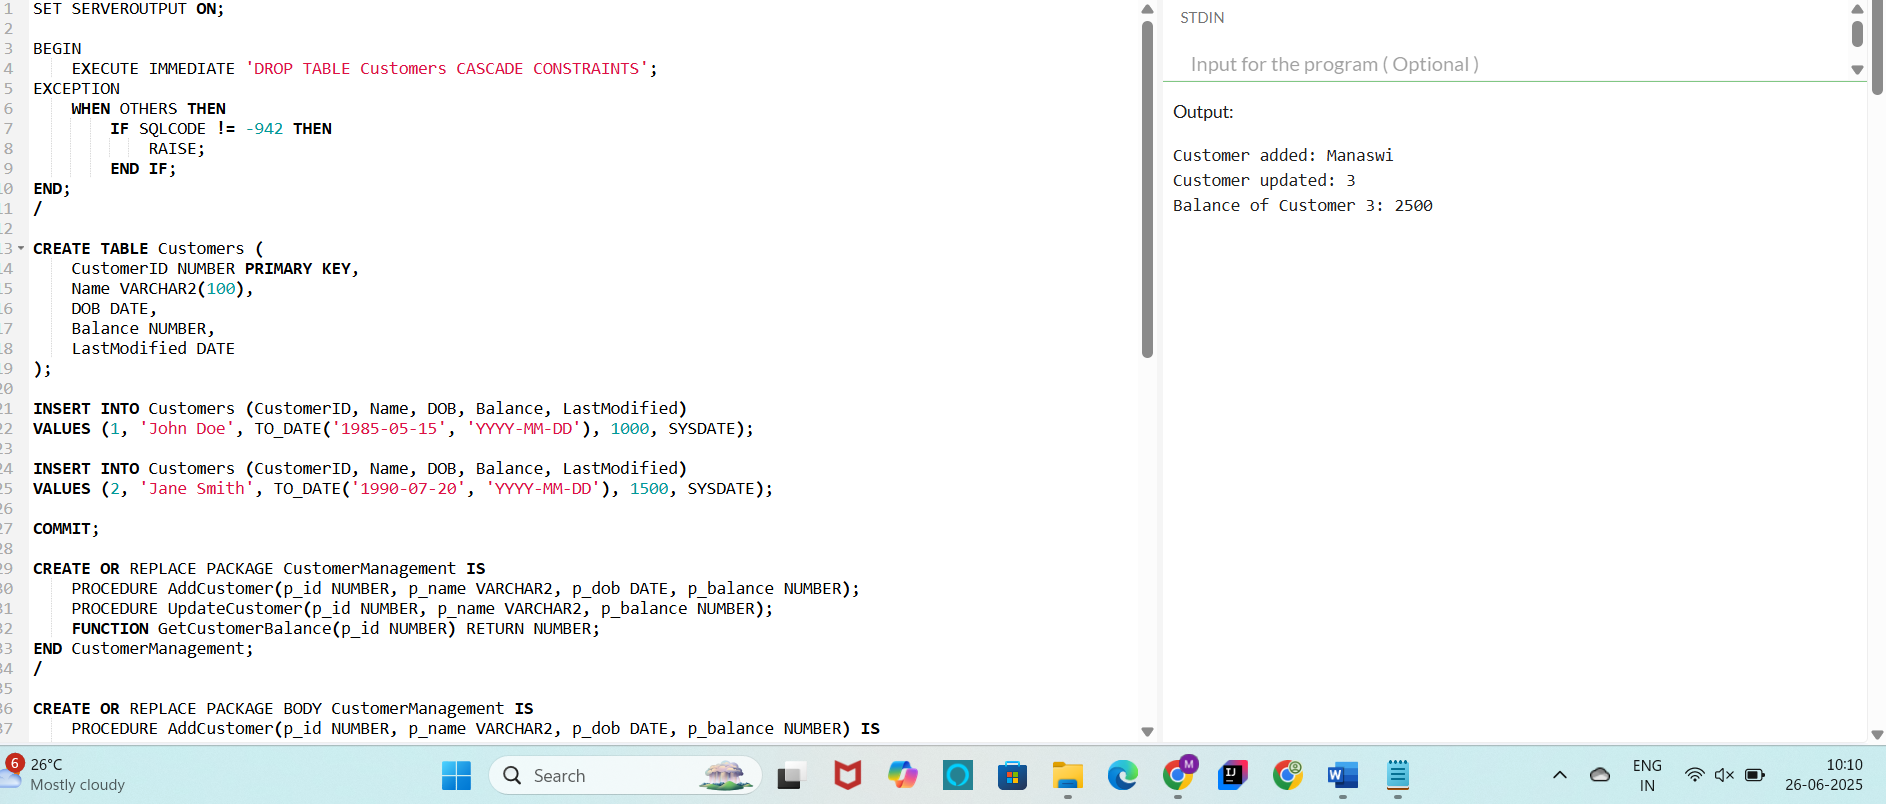 1 SET SERVEROUTPUT ON;
2
3 BEGIN
4 EXECUTE IMMEDIATE 'DROP TABLE Customers CASCADE CONSTRAINTS';
5 EXCEPTION
6 WHEN OTHERS THEN
7 IF SQLCODE != -942 THEN
8 RAISE;
9 END IF;
10 END;
11 /
12
13 CREATE TABLE Customers (
14 CustomerID NUMBER PRIMARY KEY,
15 Name VARCHAR2(100),
16 DOB DATE,
17 Balance NUMBER,
18 LastModified DATE
19 );
20
21 INSERT INTO Customers (CustomerID, Name, DOB, Balance, LastModified)
22 VALUES (1, 'John Doe', TO_DATE('1985-05-15', 'YYYY-MM-DD'), 1000, SYSDATE);
23
24 INSERT INTO Customers (CustomerID, Name, DOB, Balance, LastModified)
25 VALUES (2, 'Jane Smith', TO_DATE('1990-07-20', 'YYYY-MM-DD'), 1500, SYSDATE);
26
27 COMMIT;
28
29 CREATE OR REPLACE PACKAGE CustomerManagement IS
30 PROCEDURE AddCustomer(p_id NUMBER, p_name VARCHAR2, p_dob DATE, p_balance NUMBER);
31 PROCEDURE UpdateCustomer(p_id NUMBER, p_name VARCHAR2, p_balance NUMBER);
32 FUNCTION GetCustomerBalance(p_id NUMBER) RETURN NUMBER;
33 END CustomerManagement;
34 /
35
36 CREATE OR REPLACE PACKAGE BODY CustomerManagement IS
37 PROCEDURE AddCustomer(p_id NUMBER, p_name VARCHAR2, p_dob DATE, p_balance NUMBER) IS
STDIN
Input for the program ( Optional )
Output:
Customer added: Manaswi
Customer updated: 3
Balance of Customer 3: 2500
6
26°C
Mostly cloudy
Search
M
IJ
W
ENG
IN
10:10
26-06-2025